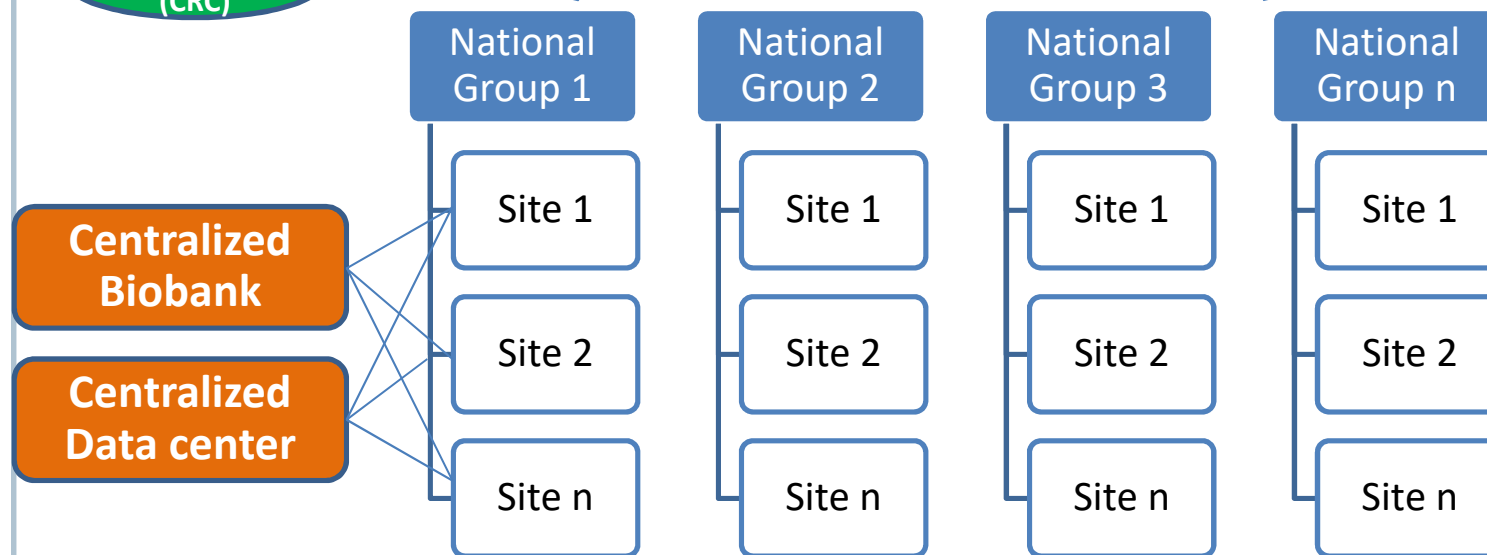 (CRC)
National
Group 1
National
Group 2
National
Group 3
National
Group n
Site 1
Site 1
Site 1
Site 1
Centralized
Biobank
Site 2
Site 2
Site 2
Site 2
Centralized
Data center
Site n
Site n
Site n
Site n